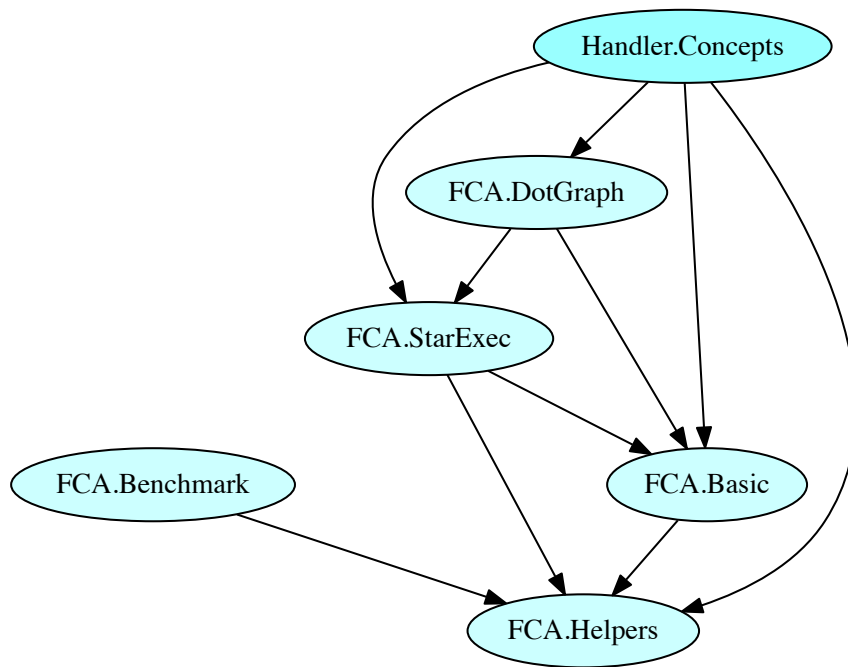 Handler.Concepts
FCA.DotGraph
FCA.StarExec
FCA.Benchmark
FCA.Basic
FCA.Helpers